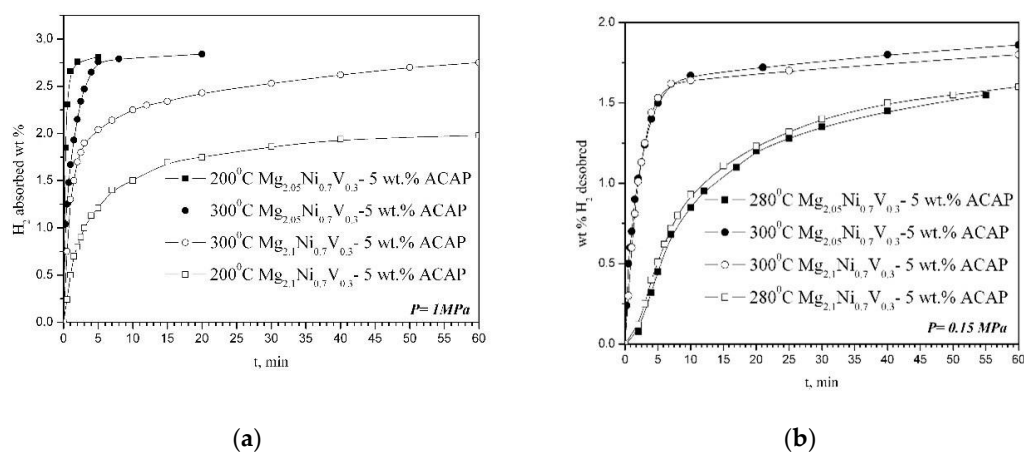 3.0
2.5
2.0
1.5
1.0
0.5
0.0
H₂ absorbed wt %
200⁰C Mg₂.₀₅Ni₀.₇V₀.₃- 5 wt.% ACAP
300⁰C Mg₂.₀₅Ni₀.₇V₀.₃-5 wt.% ACAP
300⁰C Mg₂.₁Ni₀.₇V₀.₃- 5 wt.% ACAP
200⁰C Mg₂.₁Ni₀.₇V₀.₃- 5 wt.% ACAP
P= 1MPa
0 5 10 15 20 25 30 35 40 45 50 55 60
t, min
(a)
2.0
1.5
1.0
0.5
0.0
wt % H₂ desobred
280⁰C Mg₂.₀₅Ni₀.₇V₀.₃- 5 wt.% ACAP
300⁰C Mg₂.₀₅Ni₀.₇V₀.₃-5 wt.% ACAP
300⁰C Mg₂.₁Ni₀.₇V₀.₃- 5 wt.% ACAP
280⁰C Mg₂.₁Ni₀.₇V₀.₃- 5 wt.% ACAP
P= 0.15 MPa
0 5 10 15 20 25 30 35 40 45 50 55 60
t, min
(b)